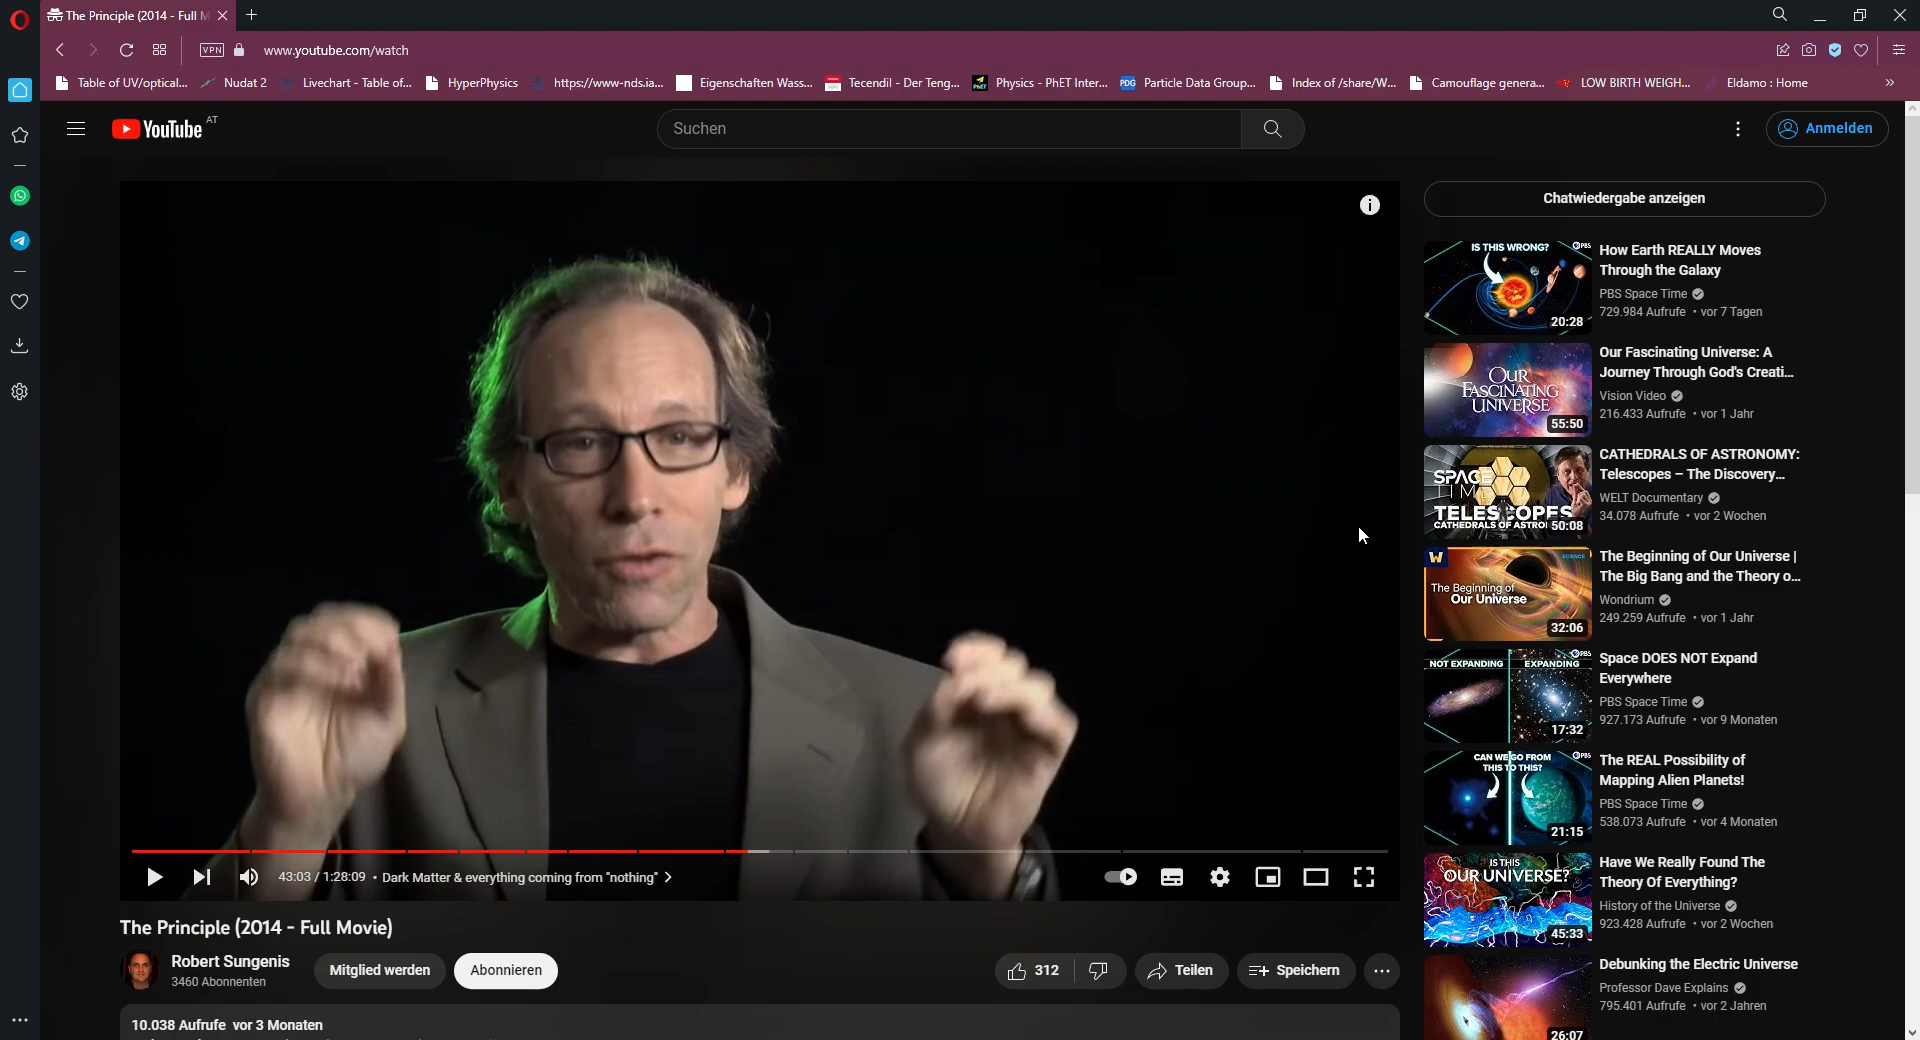 The Principle (2014 - Full M
VPN
www.youtube.com/watch
Table of UV/optical...
Nudat 2
Livechart - Table of...
HyperPhysics
https://www-nds.ia...
Eigenschaften Wass...
Tecendil - Der Teng...
Physics - PhET Inter...
PDG
Particle Data Group...
Index of /share/W...
Camouflage genera...
LOW BIRTH WEIGH...
Eldamo : Home
YouTube AT
Suchen
Anmelden
Chatwiedergabe anzeigen
IS THIS WRONG?
PBS
20:28
How Earth REALLY Moves
Through the Galaxy
PBS Space Time
729.984 Aufrufe • vor 7 Tagen
OUR
FASCINATING
UNIVERSE
55:50
Our Fascinating Universe: A
Journey Through God's Creati...
Vision Video
216.433 Aufrufe • vor 1 Jahr
SPACE
TIME
TELESCOPES
CATHEDRALS OF ASTRO
50:08
CATHEDRALS OF ASTRONOMY:
Telescopes – The Discovery...
WELT Documentary
34.078 Aufrufe • vor 2 Wochen
W
SCIENCE
The Beginning of
Our Universe
32:06
The Beginning of Our Universe |
The Big Bang and the Theory o...
Wondrium
249.259 Aufrufe • vor 1 Jahr
NOT EXPANDING
EXPANDING
PBS
17:32
Space DOES NOT Expand
Everywhere
PBS Space Time
927.173 Aufrufe • vor 9 Monaten
CAN WE GO FROM
THIS TO THIS?
PBS
21:15
The REAL Possibility of
Mapping Alien Planets!
PBS Space Time
538.073 Aufrufe • vor 4 Monaten
IS THIS
OUR UNIVERSE?
45:33
Have We Really Found The
Theory Of Everything?
History of the Universe
923.428 Aufrufe • vor 2 Wochen
26:07
Debunking the Electric Universe
Professor Dave Explains
795.401 Aufrufe • vor 2 Jahren
43:03 / 1:28:09 • Dark Matter & everything coming from "nothing"
The Principle (2014 - Full Movie)
Robert Sungenis
3460 Abonnenten
Mitglied werden
Abonnieren
312
Teilen
Speichern
10.038 Aufrufe vor 3 Monaten